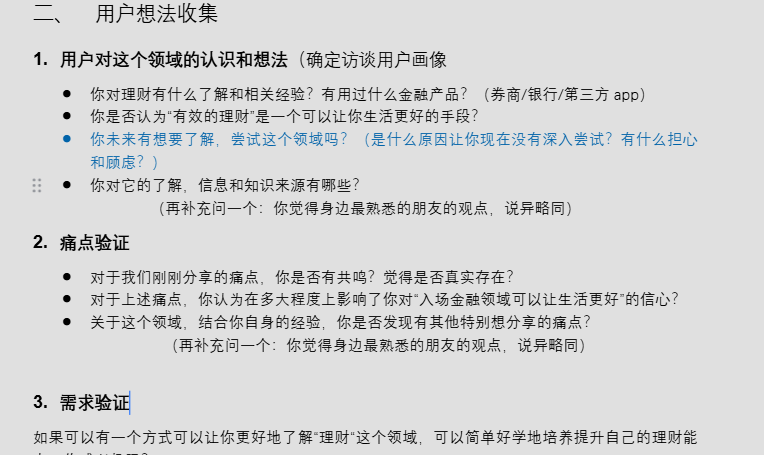 二、 用户想法收集
1. 用户对这个领域的认识和想法（确定访谈用户画像
● 你对理财有什么了解和相关经验？有用过什么金融产品？（券商/银行/第三方 app）
● 你是否认为“有效的理财”是一个可以让你生活更好的手段？
● 你未来有想要了解，尝试这个领域吗？（是什么原因让你现在没有深入尝试？有什么担心
和顾虑？）
● 你对它的了解，信息和知识来源有哪些？
（再补充问一个：你觉得身边最熟悉的朋友的观点，说异略同）
2. 痛点验证
● 对于我们刚刚分享的痛点，你是否有共鸣？觉得是否真实存在？
● 对于上述痛点，你认为在多大程度上影响了你对“入场金融领域可以让生活更好”的信心？
● 关于这个领域，结合你自身的经验，你是否发现有其他特别想分享的痛点？
（再补充问一个：你觉得身边最熟悉的朋友的观点，说异略同）
3. 需求验证
如果可以有一个方式可以让你更好地了解“理财“这个领域，可以简单好学地培养提升自己的理财能